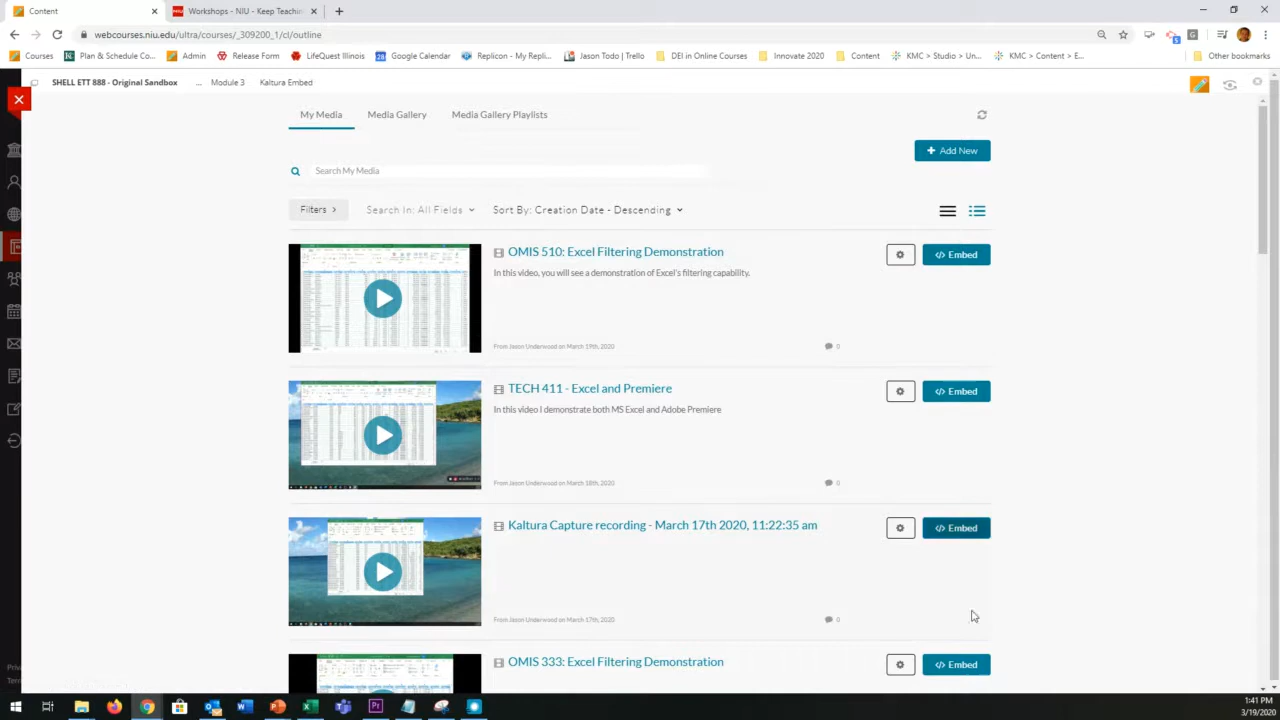 Content
Workshops - NIU - Keep Teachin
webcourses.niu.edu/ultra/courses/_309200_1/cl/outline
Courses
Plan & Schedule Co...
Admin
Release Form
LifeQuest Illinois
Google Calendar
Replicon - My Repli...
Jason Todo | Trello
DEI in Online Courses
Innovate 2020
Content
KMC > Studio > Un...
KMC > Content > E...
Other bookmarks
SHELL ETT 888 - Original Sandbox ... Module 3 Kaltura Embed
My Media Media Gallery Media Gallery Playlists
+ Add New
Search My Media
Filters > Search In: All Fields Sort By: Creation Date - Descending
OMIS 510: Excel Filtering Demonstration
</> Embed
In this video, you will see a demonstration of Excel's filtering capability.
From Jason Underwood on March 19th, 2020
0
TECH 411 - Excel and Premiere
</> Embed
In this video I demonstrate both MS Excel and Adobe Premiere
From Jason Underwood on March 18th, 2020
0
Kaltura Capture recording - March 17th 2020, 11:22:35 am
</> Embed
From Jason Underwood on March 17th, 2020
0
OMIS 333: Excel Filtering Demonstration
</> Embed
Priv
Tern
1:41 PM
3/19/2020